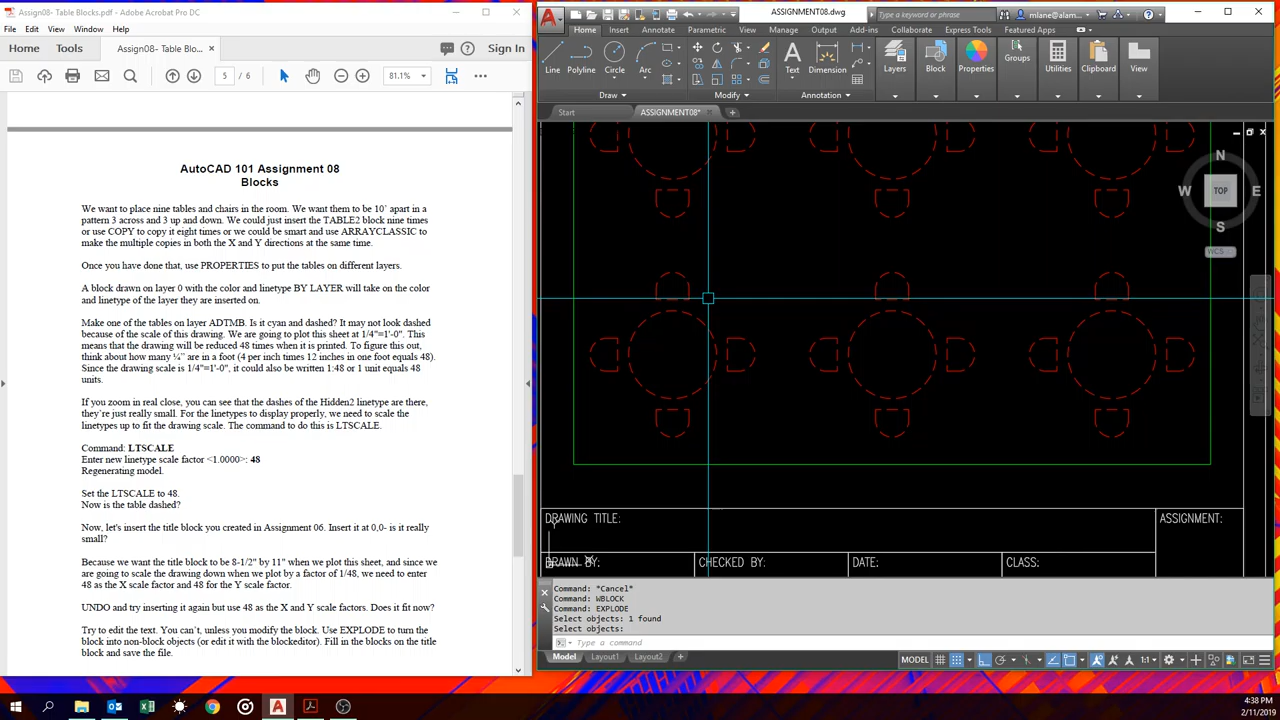 Assign08- Table Blocks.pdf - Adobe Acrobat Pro DC
File Edit View Window Help
Home Tools Assign08- Table Blo... × Sign In
5 / 6 81.1%
AutoCAD 101 Assignment 08
Blocks
We want to place nine tables and chairs in the room. We want them to be 10` apart in a
pattern 3 across and 3 up and down. We could just insert the TABLE2 block nine times
or use COPY to copy it eight times or we could be smart and use ARRAYCLASSIC to
make the multiple copies in both the X and Y directions at the same time.
Once you have done that, use PROPERTIES to put the tables on different layers.
A block drawn on layer 0 with the color and linetype BY LAYER will take on the color
and linetype of the layer they are inserted on.
Make one of the tables on layer ADTMB. Is it cyan and dashed? It may not look dashed
because of the scale of this drawing. We are going to plot this sheet at 1/4"=1'-0". This
means that the drawing will be reduced 48 times when it is printed. To figure this out,
think about how many ¼" are in a foot (4 per inch times 12 inches in one foot equals 48).
Since the drawing scale is 1/4"=1'-0", it could also be written 1:48 or 1 unit equals 48
units.
If you zoom in real close, you can see that the dashes of the Hidden2 linetype are there,
they're just really small. For the linetypes to display properly, we need to scale the
linetypes up to fit the drawing scale. The command to do this is LTSCALE.
Command: LTSCALE
Enter new linetype scale factor <1.0000>: 48
Regenerating model.
Set the LTSCALE to 48.
Now is the table dashed?
Now, let's insert the title block you created in Assignment 06. Insert it at 0,0- is it really
small?
Because we want the title block to be 8-1/2" by 11" when we plot this sheet, and since we
are going to scale the drawing down when we plot by a factor of 1/48, we need to enter
48 as the X scale factor and 48 for the Y scale factor.
UNDO and try inserting it again but use 48 as the X and Y scale factors. Does it fit now?
Try to edit the text. You can't, unless you modify the block. Use EXPLODE to turn the
block into non-block objects (or edit it with the blockeditor). Fill in the blocks on the title
block and save the file.
ASSIGNMENT08.dwg Type a keyword or phrase mlane@alam...
Home Insert Annotate Parametric View Manage Output Add-ins Collaborate Express Tools Featured Apps
Line Polyline Circle Arc Text Dimension Layers Block Properties Groups Utilities Clipboard View
Draw Modify Annotation
Start ASSIGNMENT08* +
N
W TOP E
S
WCS
DRAWING TITLE: ASSIGNMENT:
DRAWN BY: CHECKED BY: DATE: CLASS:
Command: *Cancel*
Command: WBLOCK
Command: EXPLODE
Select objects: 1 found
Select objects:
Type a command
Model Layout1 Layout2 +
MODEL 1:1
4:38 PM
2/11/2019